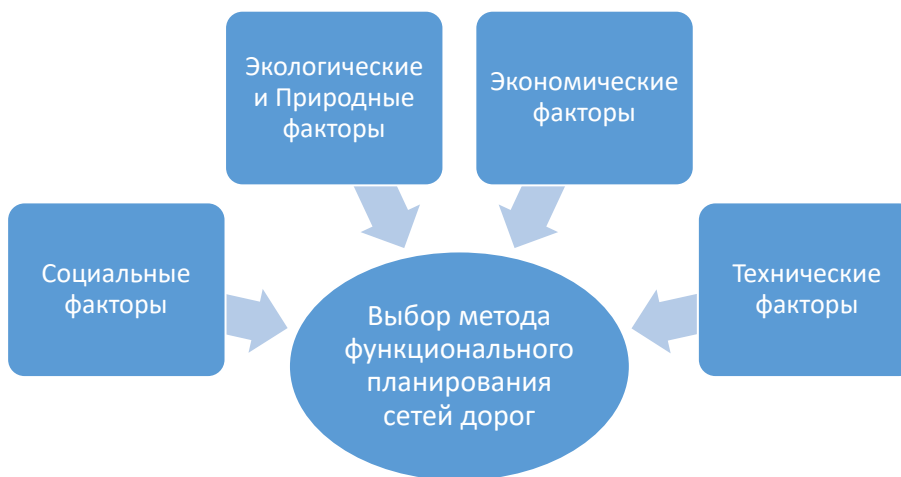 Экологические
и Природные
факторы
Экономические
факторы
Социальные
факторы
Технические
факторы
Выбор метода
функционального
планирования
сетей дорог